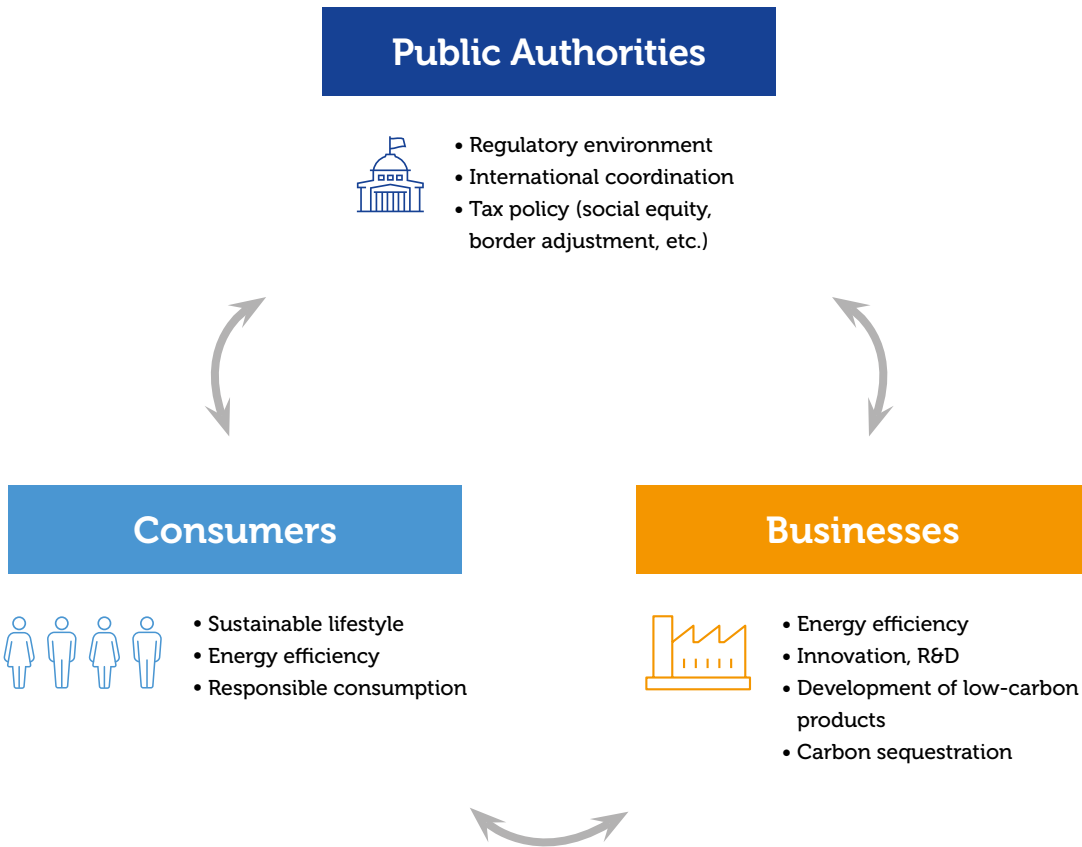 Public Authorities
• Regulatory environment
• International coordination
• Tax policy (social equity,
border adjustment, etc.)
Consumers
• Sustainable lifestyle
• Energy efficiency
• Responsible consumption
Businesses
• Energy efficiency
• Innovation, R&D
• Development of low-carbon
products
• Carbon sequestration